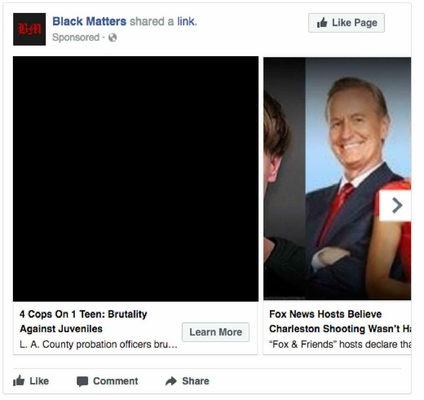 BM
Black Matters shared a link.
Like Page
Sponsored ·
4 Cops On 1 Teen: Brutality
Against Juveniles
Learn More
L. A. County probation officers bru...
Fox News Hosts Believe
Charleston Shooting Wasn't Ha
"Fox & Friends" hosts declare tha
Like Comment Share